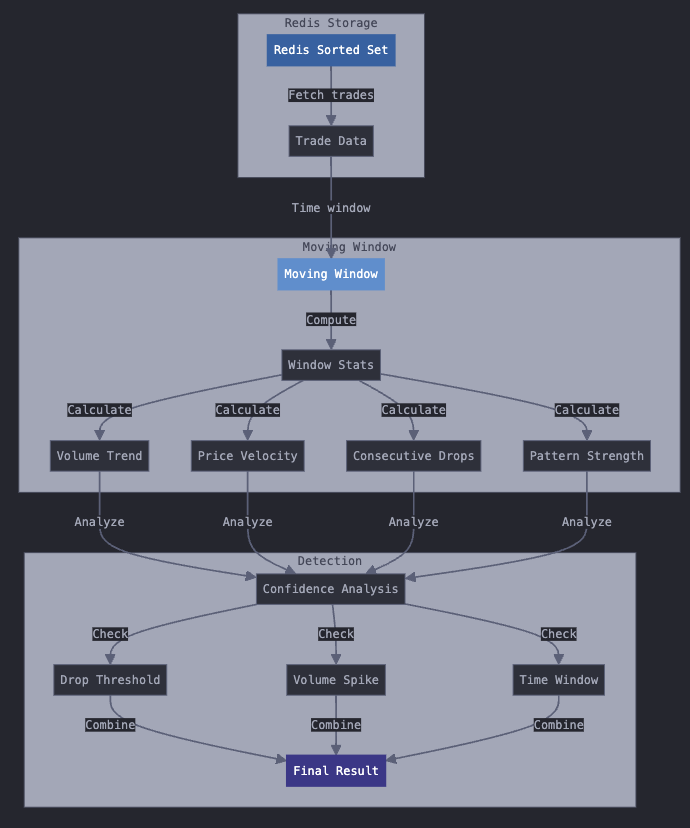 Redis Storage
Redis Sorted Set
Fetch trades
Trade Data
Time window
Moving Window
Moving Window
Compute
Window Stats
Calculate
Calculate
Calculate
Calculate
Volume Trend
Price Velocity
Consecutive Drops
Pattern Strength
Analyze
Analyze
Analyze
Analyze
Detection
Confidence Analysis
Check
Check
Check
Drop Threshold
Volume Spike
Time Window
Combine
Combine
Combine
Final Result